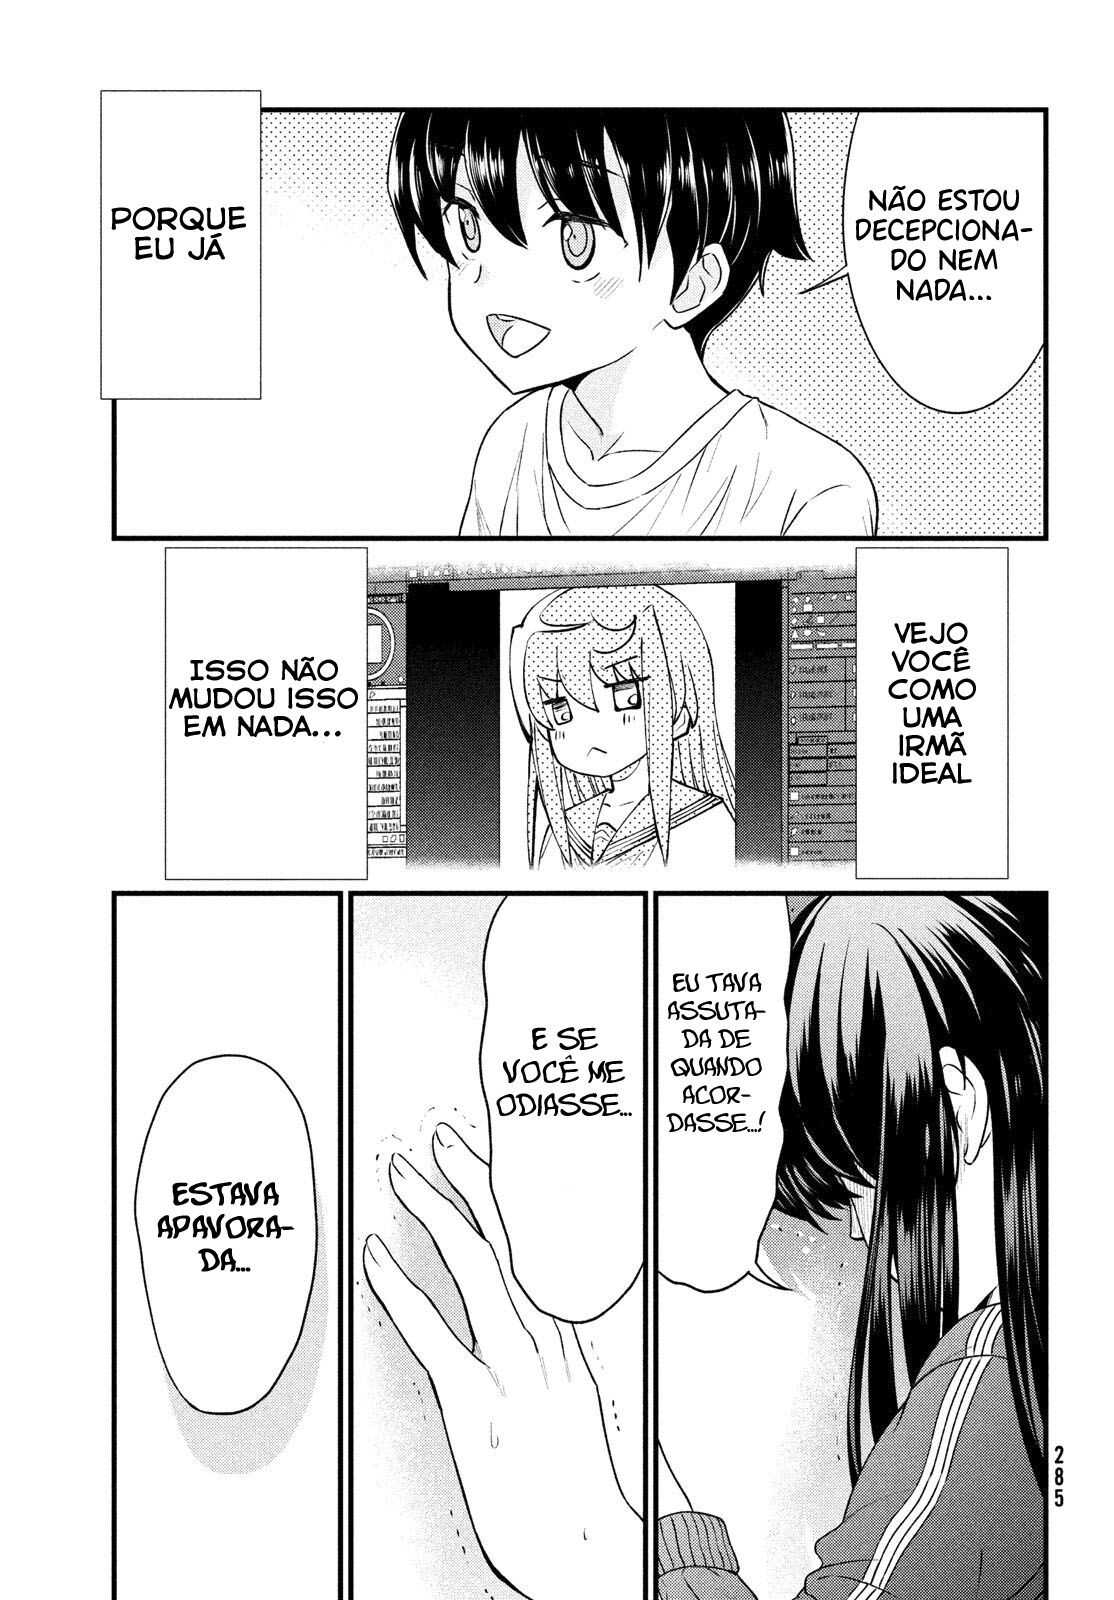 NÃO ESTOU
DECEPCIONA-
DO NEM
NADA...
PORQUE
EU JÁ
VEJO
VOCÊ
COMO
UMA
IRMÃ
IDEAL
ISSO NÃO
MUDOU ISSO
EM NADA...
EU TAVA
ASSUTA-
DA DE
QUANDO
ACOR-
DASSE...!
E SE
VOCÊ ME
ODIASSE...
ESTAVA
APAVORA-
DA...
285